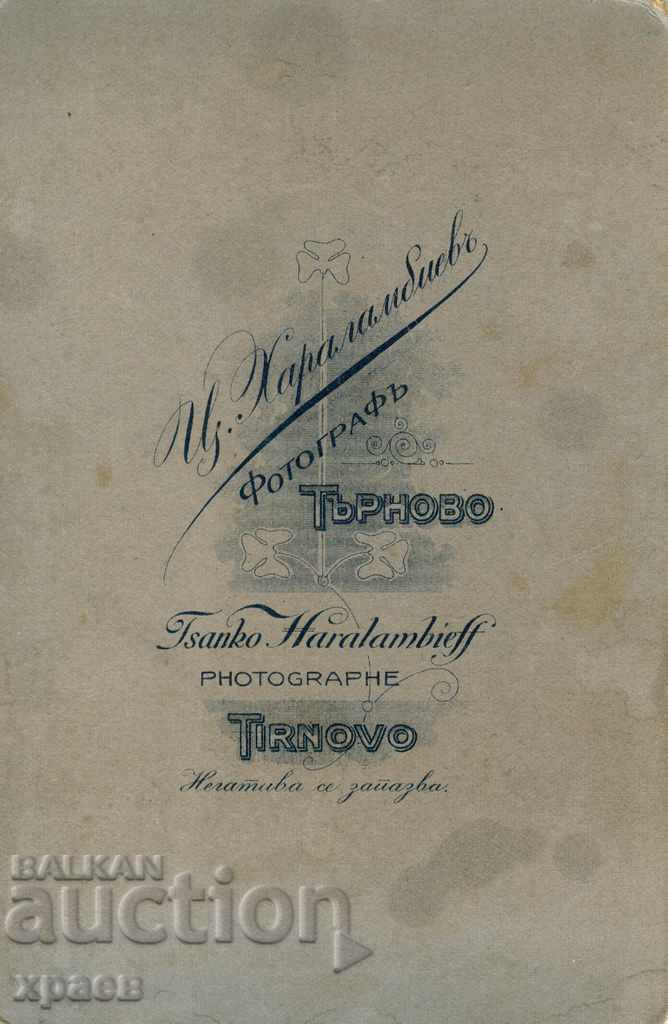 Ц. Хараламбиевъ
Фотографъ
Търново
Tsanko Haralambieff
PHOTOGRAPHE
TIRNOVO
Негатива се запазва.
BALKAN
auction
храев